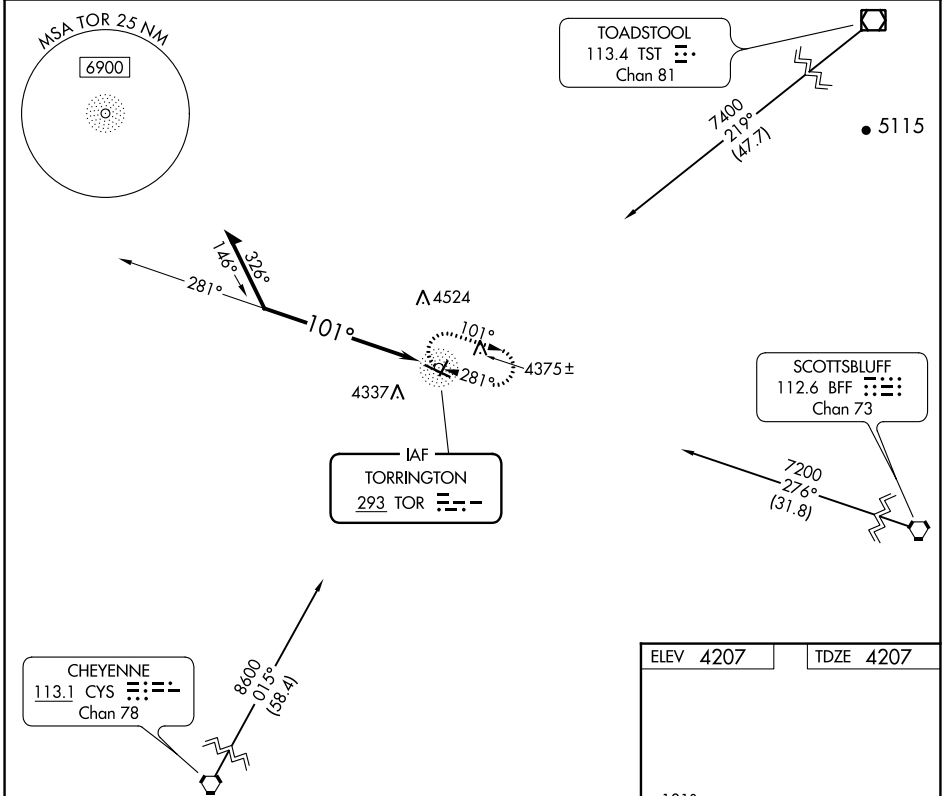 MSA TOR 25 NM
6900
TOADSTOOL
113.4 TST
Chan 81
7400
219°
(47.7)
5115
146°
326°
281°
101°
4524
101°
281°
4375±
4337
IAF
TORRINGTON
293 TOR
SCOTTSBLUFF
112.6 BFF
Chan 73
7200
276°
(31.8)
CHEYENNE
113.1 CYS
Chan 78
8600
015°
(58.4)
ELEV 4207
TDZE 4207